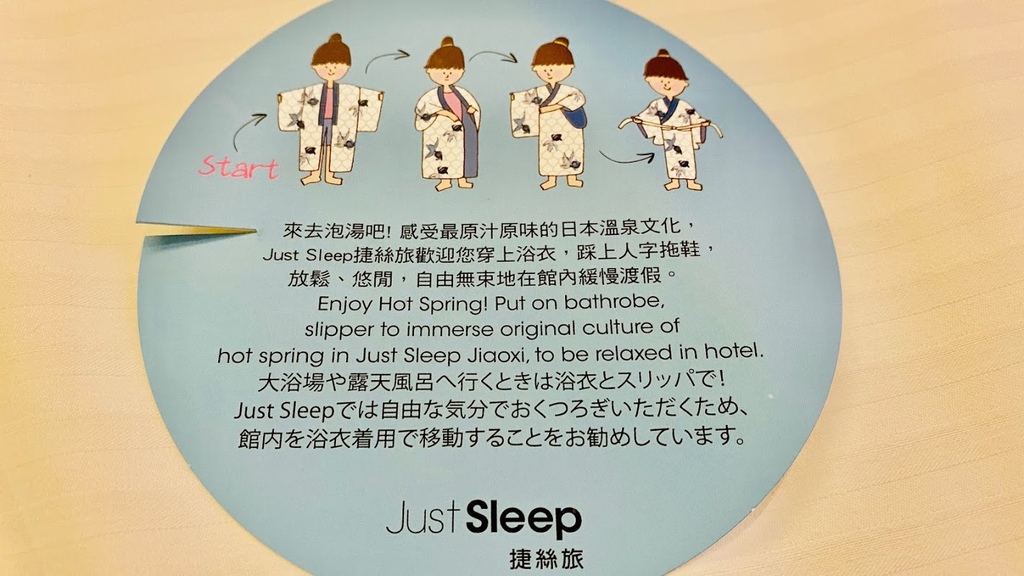 Start
來去泡湯吧! 感受最原汁原味的日本溫泉文化，
Just Sleep捷絲旅歡迎您穿上浴衣，踩上人字拖鞋，
放鬆、悠閒，自由無束地在館內緩慢渡假。
Enjoy Hot Spring! Put on bathrobe,
slipper to immerse original culture of
hot spring in Just Sleep Jiaoxi, to be relaxed in hotel.
大浴場や露天風呂へ行くときは浴衣とスリッパで!
Just Sleepでは自由な気分でおくつろぎいただくため、
館内を浴衣着用で移動することをお勧めしています。
Just Sleep
捷絲旅